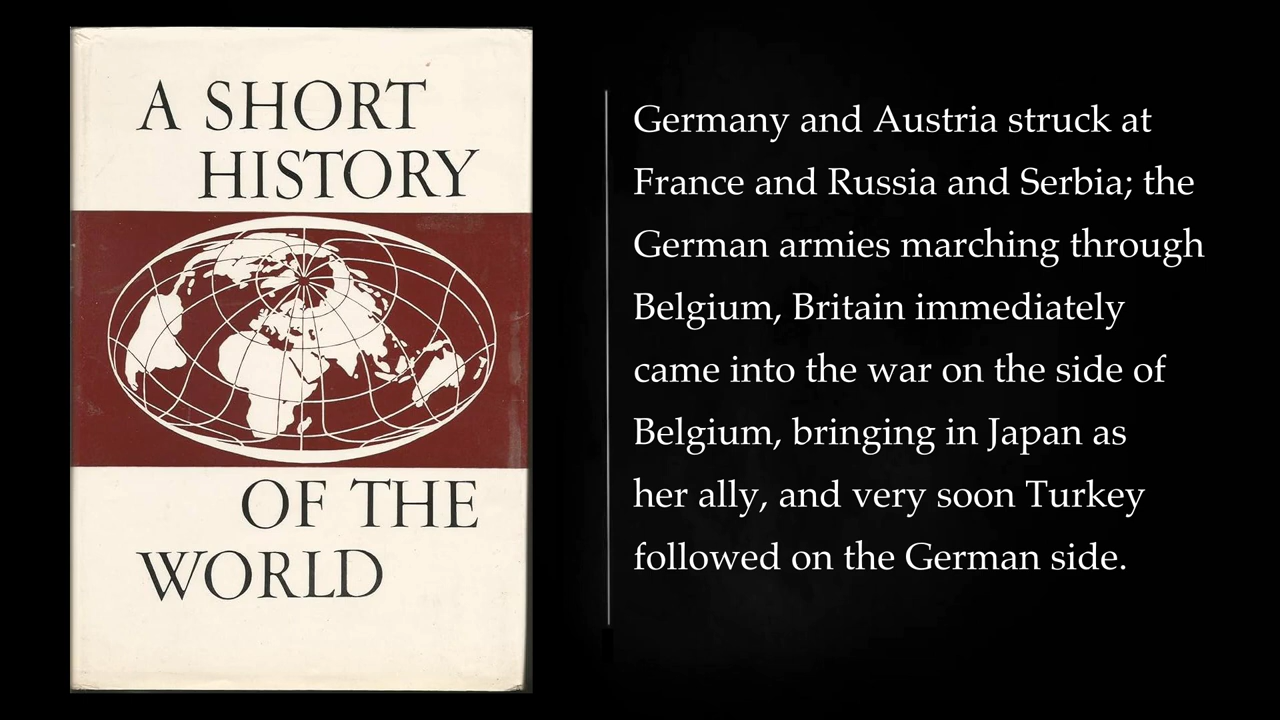 A SHORT
HISTORY
OF THE
WORLD
Germany and Austria struck at
France and Russia and Serbia; the
German armies marching through
Belgium, Britain immediately
came into the war on the side of
Belgium, bringing in Japan as
her ally, and very soon Turkey
followed on the German side.